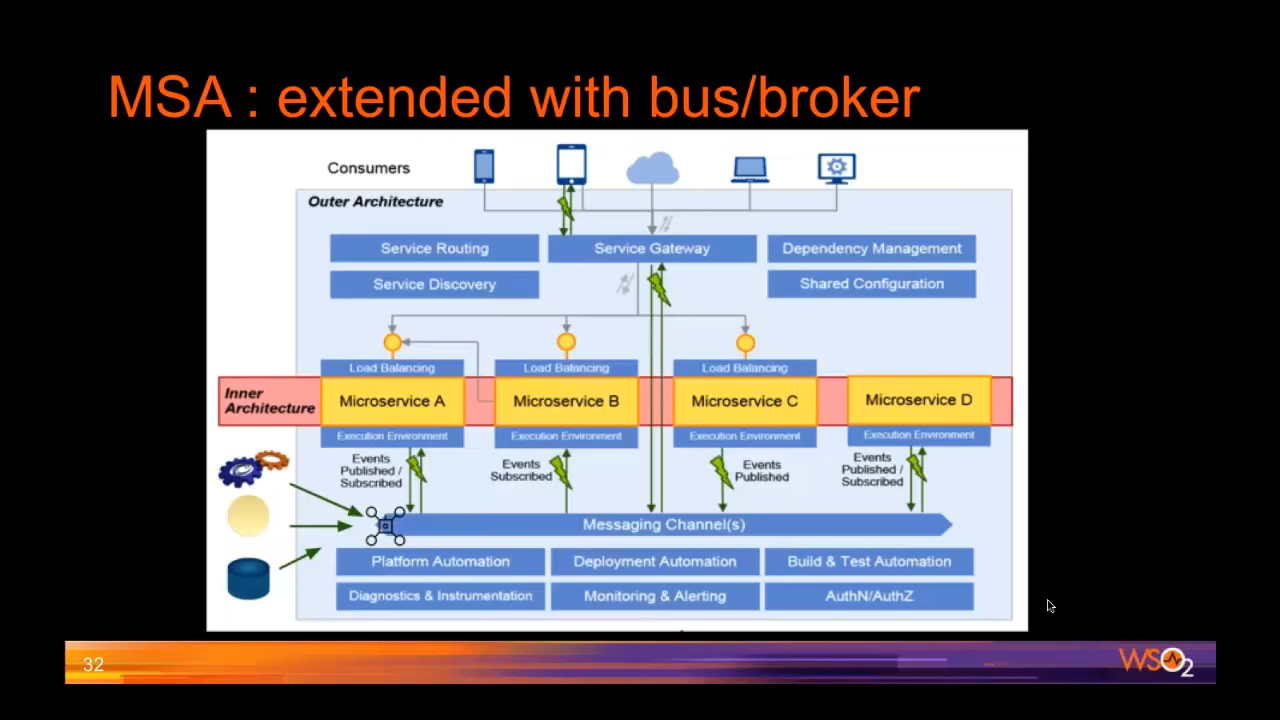 MSA : extended with bus/broker
Consumers
Outer Architecture
Service Routing
Service Gateway
Dependency Management
Service Discovery
Shared Configuration
Load Balancing
Load Balancing
Load Balancing
Inner
Architecture
Microservice A
Microservice B
Microservice C
Microservice D
Execution Environment
Execution Environment
Execution Environment
Execution Environment
Events
Published /
Subscribed
Events
Subscribed
Events
Published
Events
Published /
Subscribed
Messaging Channel(s)
Platform Automation
Deployment Automation
Build & Test Automation
Diagnostics & Instrumentation
Monitoring & Alerting
AuthN/AuthZ
32
WSO2